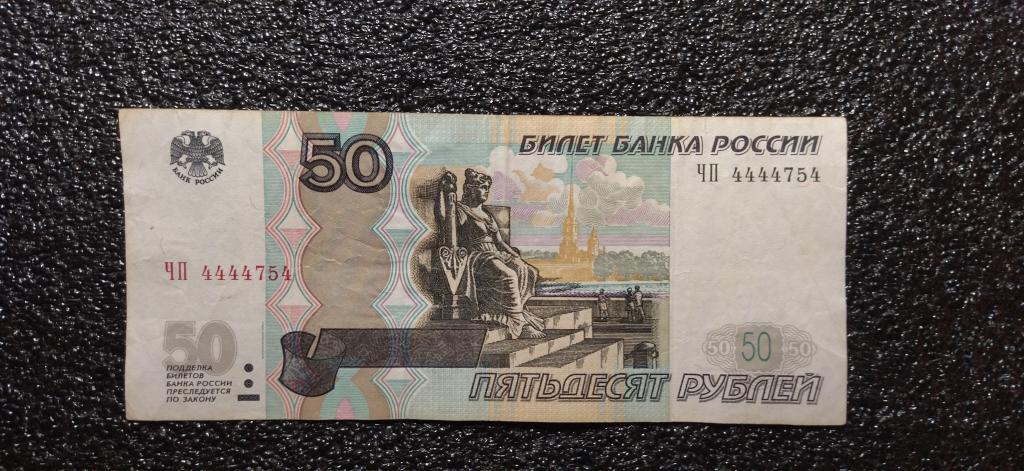 50
БИЛЕТ БАНКА РОССИИ
ЧП 4444754
БАНК РОССИИ
ЧП 4444754
50
ПОДДЕЛКА
БИЛЕТОВ
БАНКА РОССИИ
ПРЕСЛЕДУЕТСЯ
ПО ЗАКОНУ
50 50 50
ПЯТЬДЕСЯТ РУБЛЕЙ